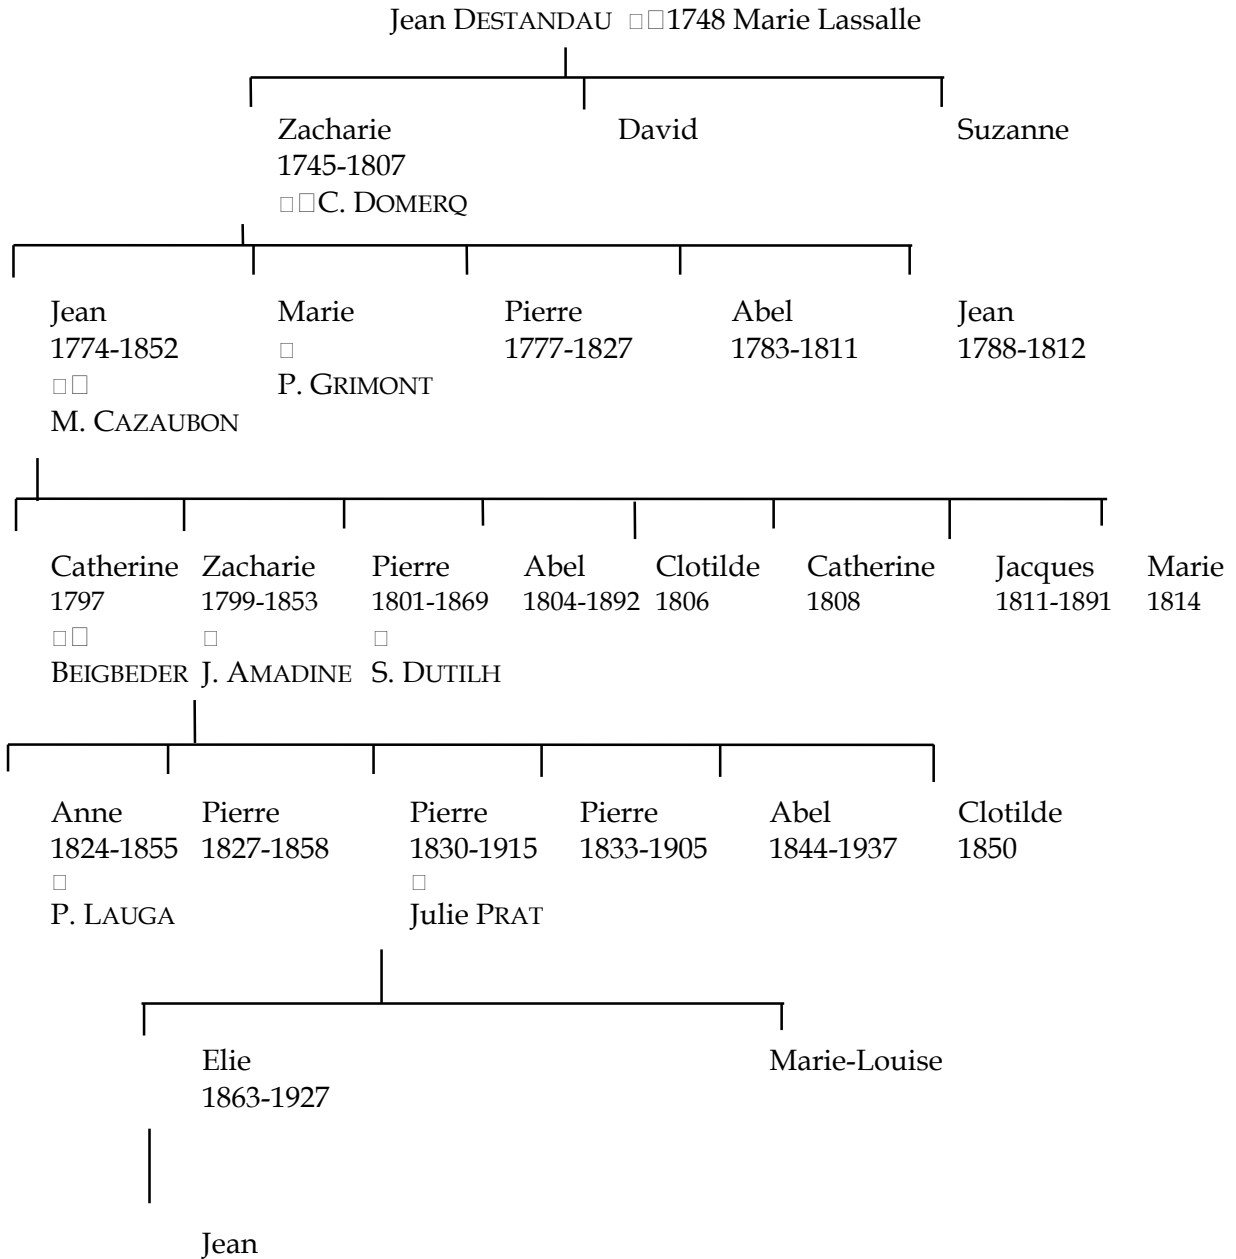 Jean DESTANDAU □□1748 Marie Lassalle
Zacharie David Suzanne
1745-1807
□□C. DOMERQ
Jean Marie Pierre Abel Jean
1774-1852 □ 1777-1827 1783-1811 1788-1812
□□ P. GRIMONT
M. CAZAUBON
Catherine Zacharie Pierre Abel Clotilde Catherine Jacques Marie
1797 1799-1853 1801-1869 1804-1892 1806 1808 1811-1891 1814
□□ □ □
BEIGBEDER J. AMADINE S. DUTILH
Anne Pierre Pierre Pierre Abel Clotilde
1824-1855 1827-1858 1830-1915 1833-1905 1844-1937 1850
□ □
P. LAUGA Julie PRAT
Elie Marie-Louise
1863-1927
Jean